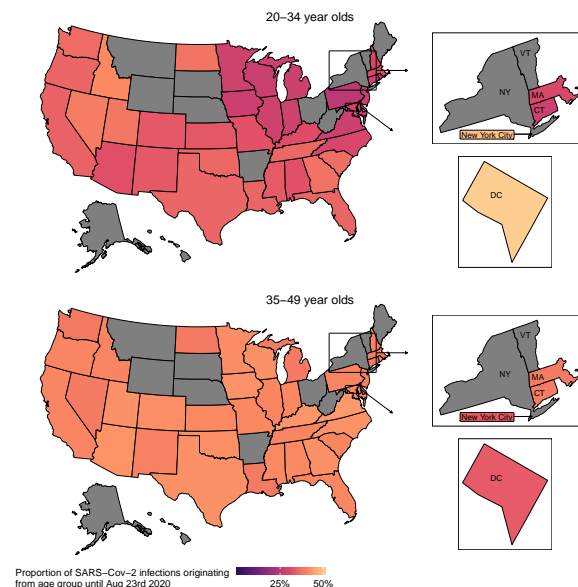 20−34 year olds
VT
NY
MA
CT
New York City
DC
35−49 year olds
VT
NY
MA
CT
New York City
DC
Proportion of SARS−Cov−2 infections originating
from age group until Aug 23rd 2020
25%
50%